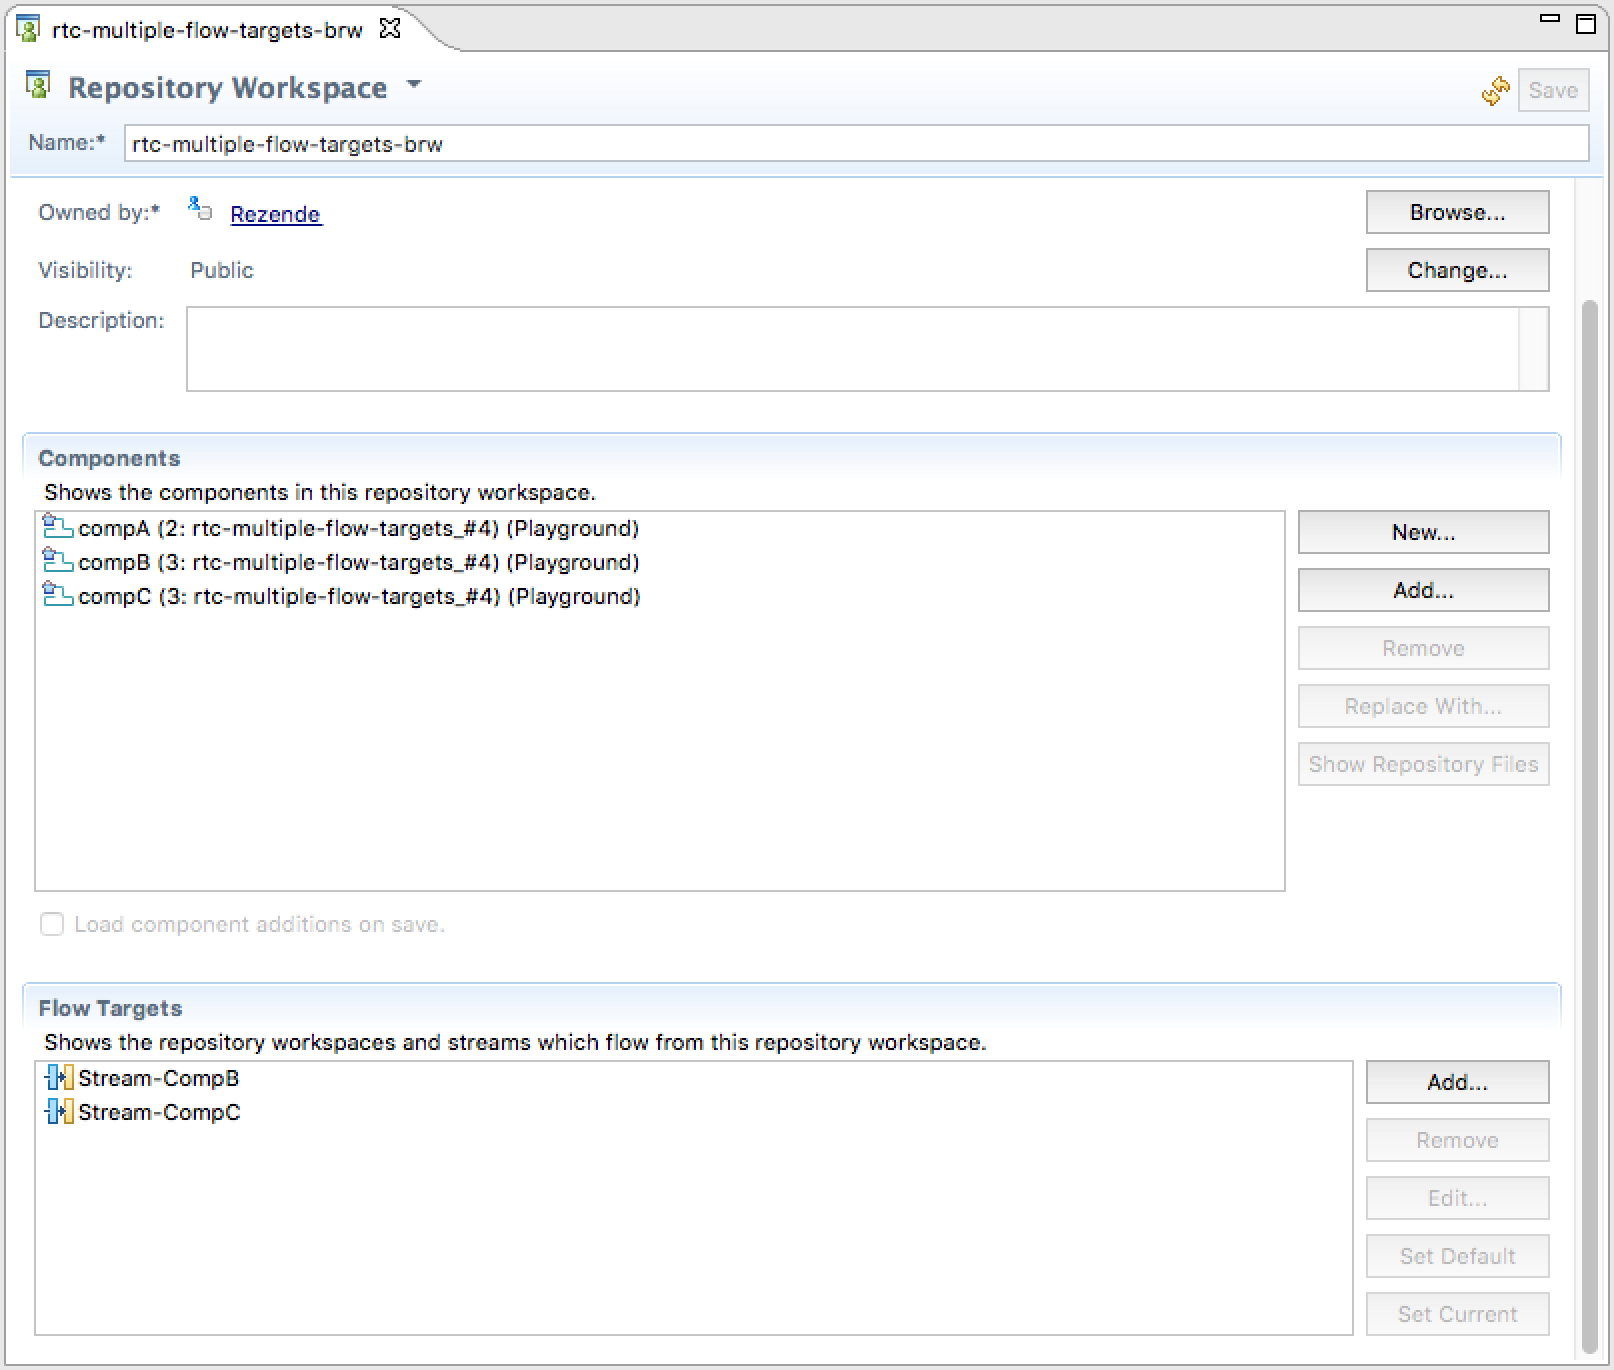 rtc-multiple-flow-targets-brw
Repository Workspace
Save
Name:* rtc-multiple-flow-targets-brw
Owned by:* Rezende Browse...
Visibility: Public Change...
Description:
Components
Shows the components in this repository workspace.
compA (2: rtc-multiple-flow-targets_#4) (Playground)
compB (3: rtc-multiple-flow-targets_#4) (Playground)
compC (3: rtc-multiple-flow-targets_#4) (Playground)
New...
Add...
Remove
Replace With...
Show Repository Files
Load component additions on save.
Flow Targets
Shows the repository workspaces and streams which flow from this repository workspace.
Stream-CompB
Stream-CompC
Add...
Remove
Edit...
Set Default
Set Current